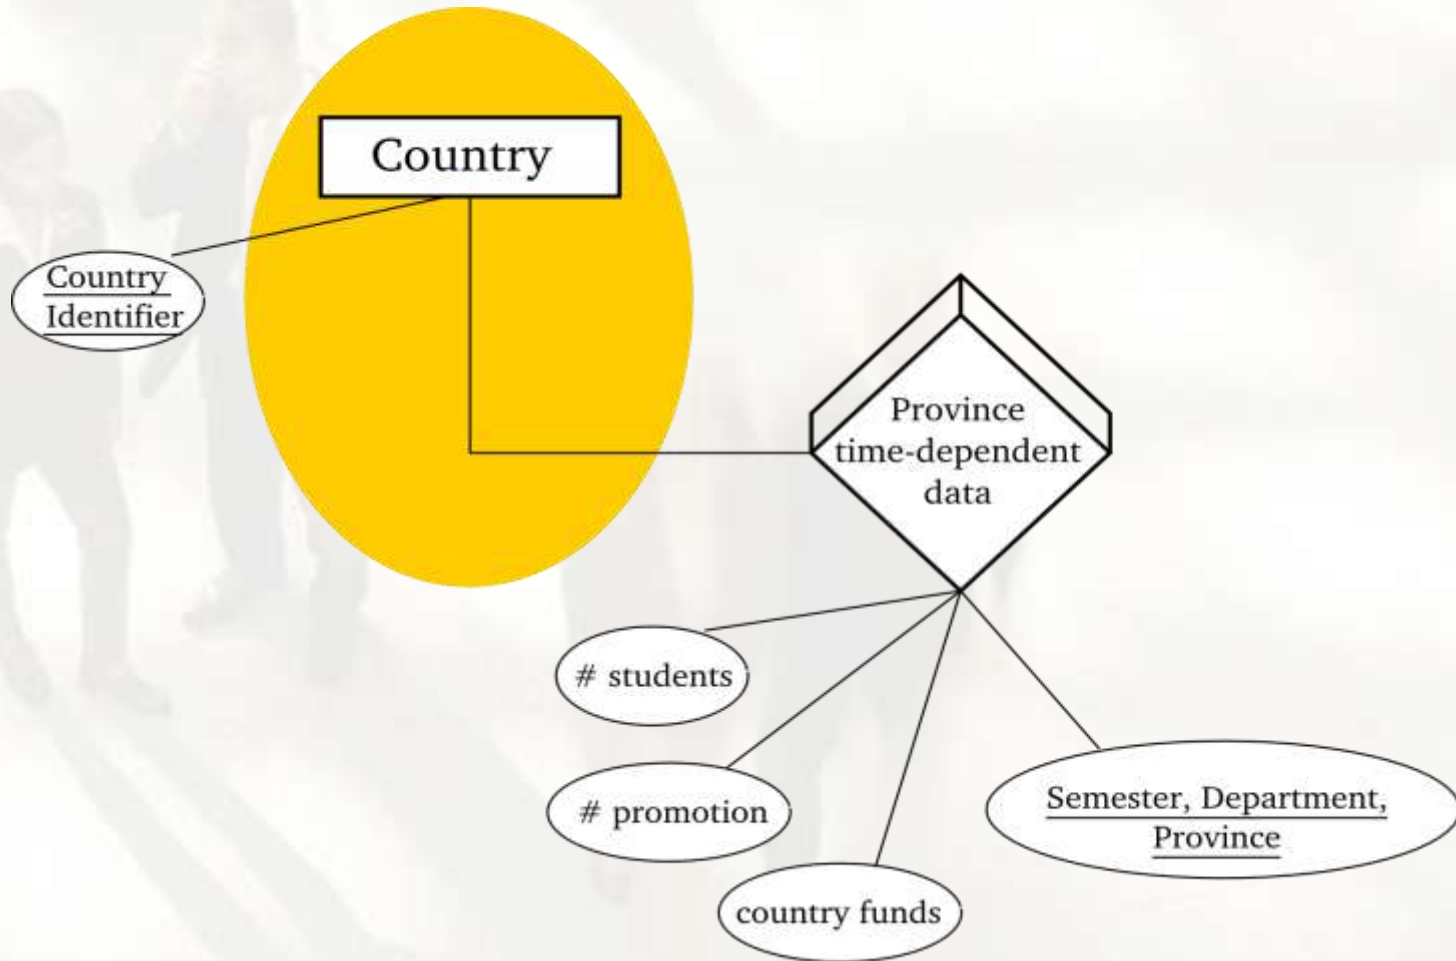 Country
Country
Identifier
Province
time-dependent
data
# students
# promotion
country funds
Semester, Department,
Province